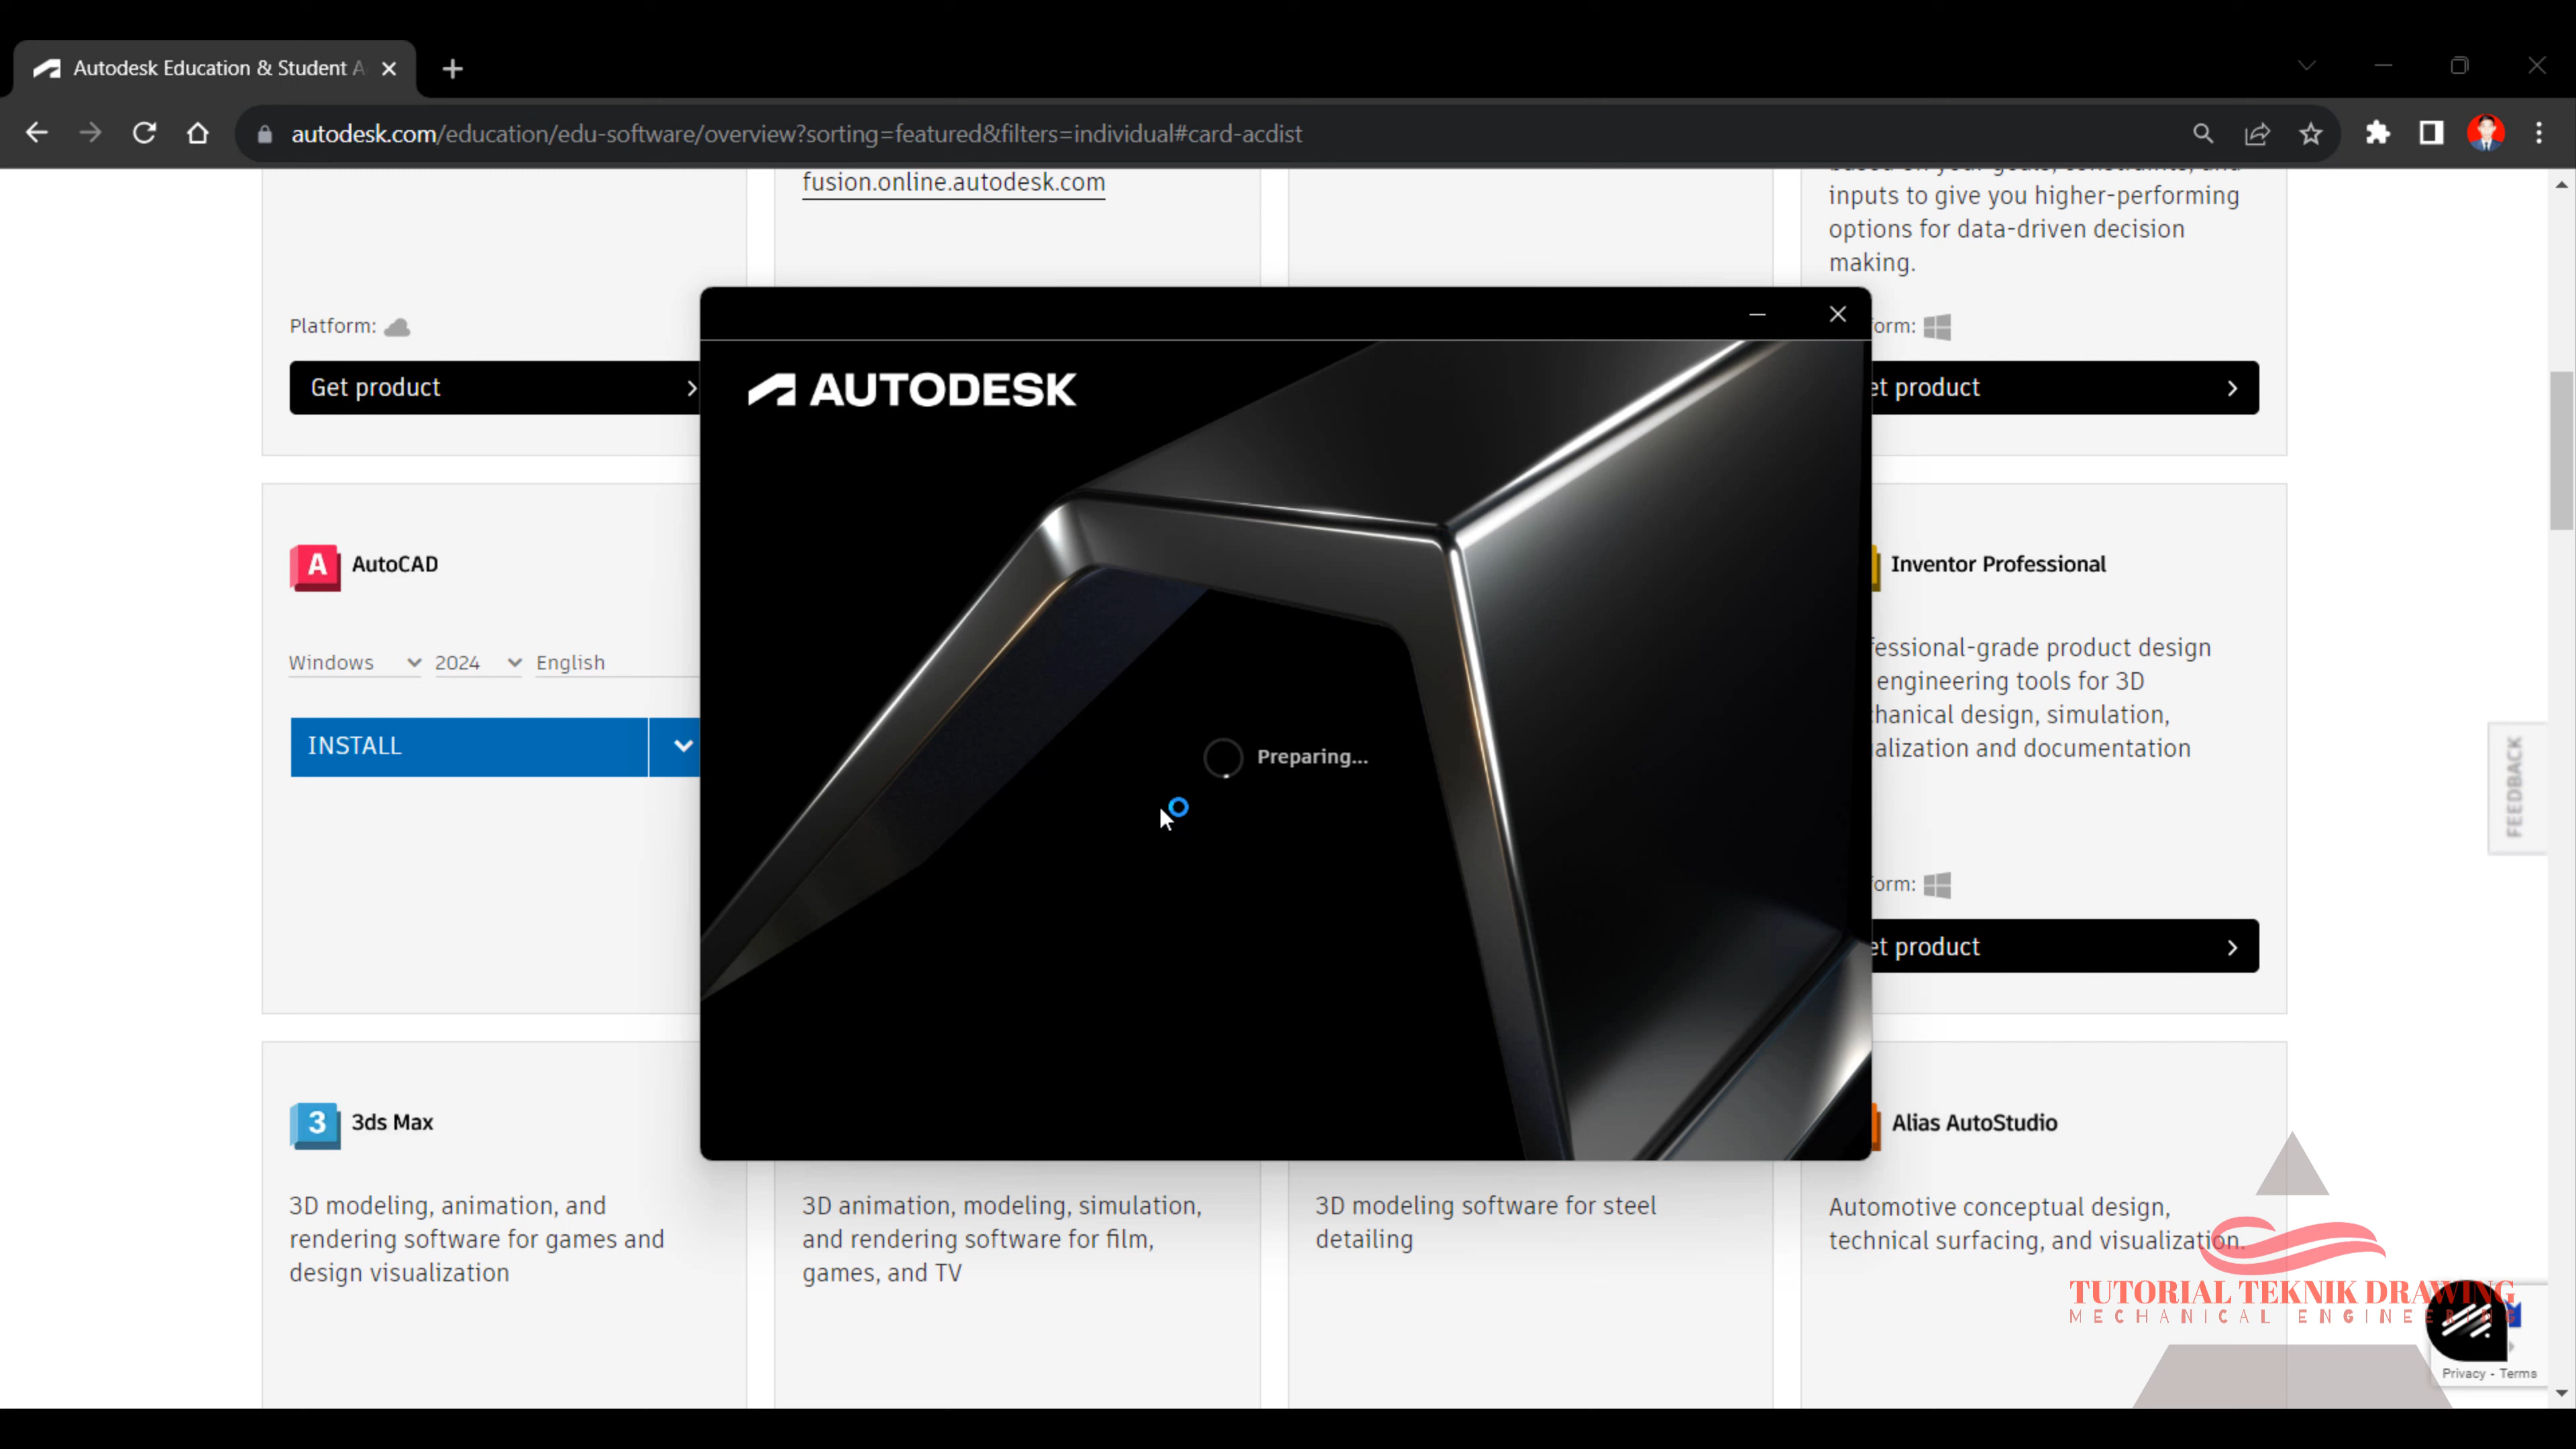 Autodesk Education & Student A
autodesk.com/education/edu-software/overview?sorting=featured&filters=individual#card-acdist
fusion.online.autodesk.com
inputs to give you higher-performing
options for data-driven decision
making.
Platform:
orm:
Get product
et product
AUTODESK
Preparing...
A AutoCAD
Windows 2024 English
INSTALL
Inventor Professional
fessional-grade product design
engineering tools for 3D
hanical design, simulation,
alization and documentation
orm:
et product
FEEDBACK
3 3ds Max
3D modeling, animation, and
rendering software for games and
design visualization
3D animation, modeling, simulation,
and rendering software for film,
games, and TV
3D modeling software for steel
detailing
Alias AutoStudio
Automotive conceptual design,
technical surfacing, and visualization.
TUTORIAL TEKNIK DRAWING
MECHANICAL ENGINEERING
Privacy - Terms